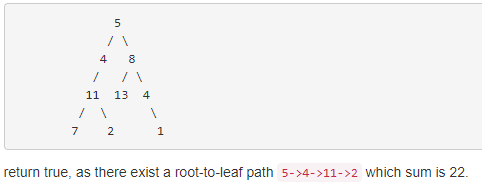 5
/ \
4 8
/ / \
11 13 4
/ \ \
7 2 1
return true, as there exist a root-to-leaf path 5->4->11->2 which sum is 22.